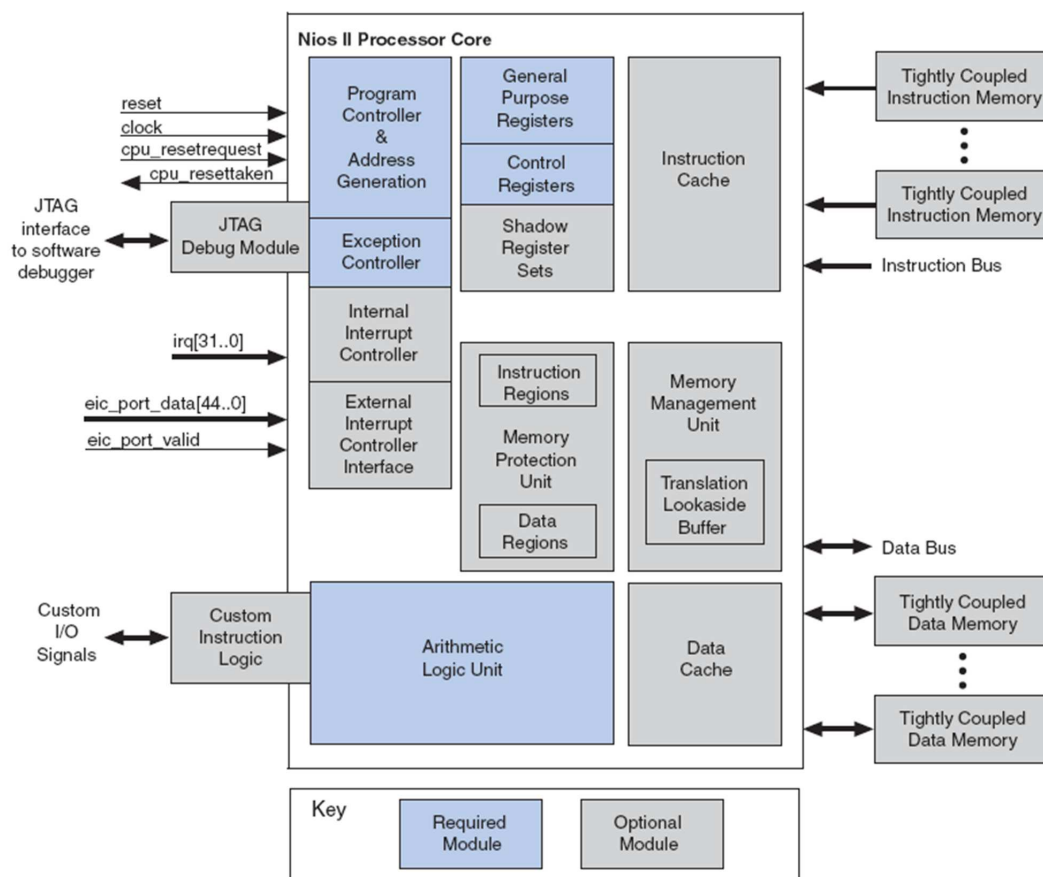 Nios II Processor Core
reset
clock
cpu_resetrequest
cpu_resettaken
JTAG
interface
to software
debugger
JTAG
Debug Module
irq[31..0]
eic_port_data[44..0]
eic_port_valid
Custom
I/O
Signals
Custom
Instruction
Logic
Program
Controller
&
Address
Generation
Exception
Controller
Internal
Interrupt
Controller
External
Interrupt
Controller
Interface
General
Purpose
Registers
Control
Registers
Shadow
Register
Sets
Instruction
Cache
Instruction
Regions
Memory
Protection
Unit
Data
Regions
Memory
Management
Unit
Translation
Lookaside
Buffer
Arithmetic
Logic Unit
Data
Cache
Tightly Coupled
Instruction Memory
Tightly Coupled
Instruction Memory
Instruction Bus
Data Bus
Tightly Coupled
Data Memory
Tightly Coupled
Data Memory
Key
Required
Module
Optional
Module